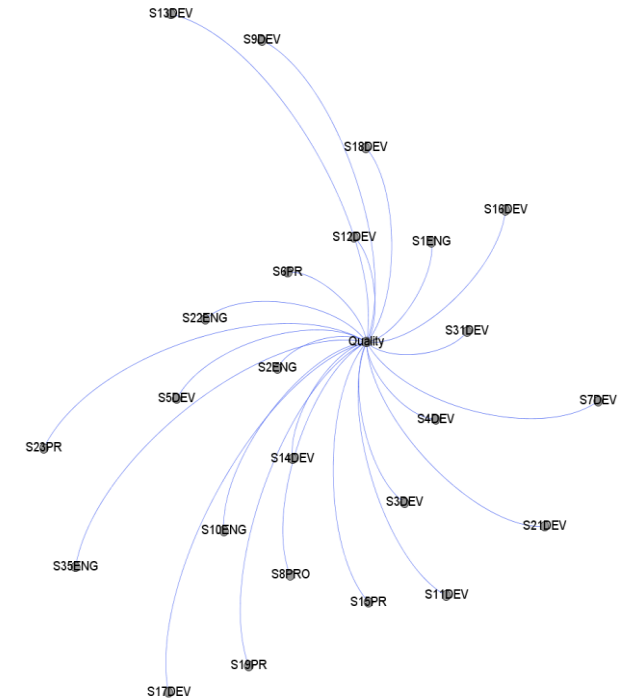 S13DEV
S9DEV
S18DEV
S16DEV
S12DEV
S1ENG
S6PR
S22ENG
S31DEV
Quality
S2ENG
S5DEV
S7DEV
S4DEV
S23PR
S14DEV
S3DEV
S21DEV
S10ENG
S35ENG
S8PRO
S11DEV
S15PR
S19PR
S17DEV